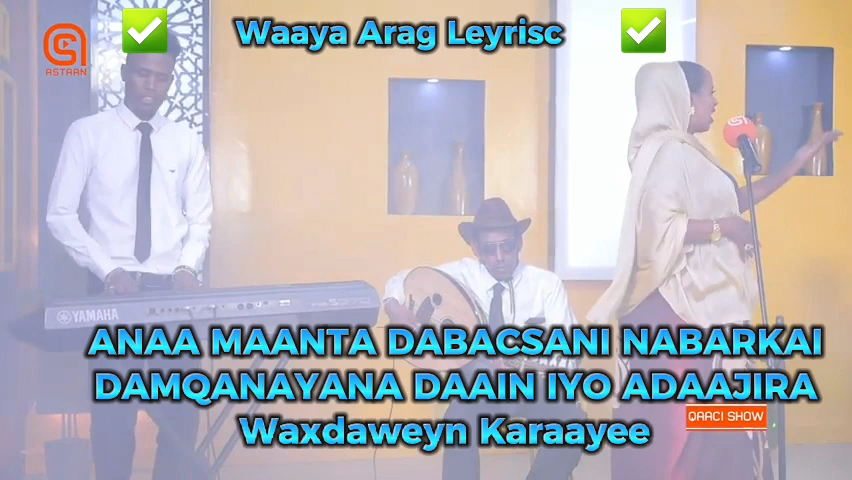 ASTAAN
Waaya Arag Leyrisc
YAMAHA
ANAA MAANTA DABACSANI NABARKAI
DAMQANAYANA DAAIN IYO ADAAJIRA
QAACI SHOW
Waxdaweyn Karaayee